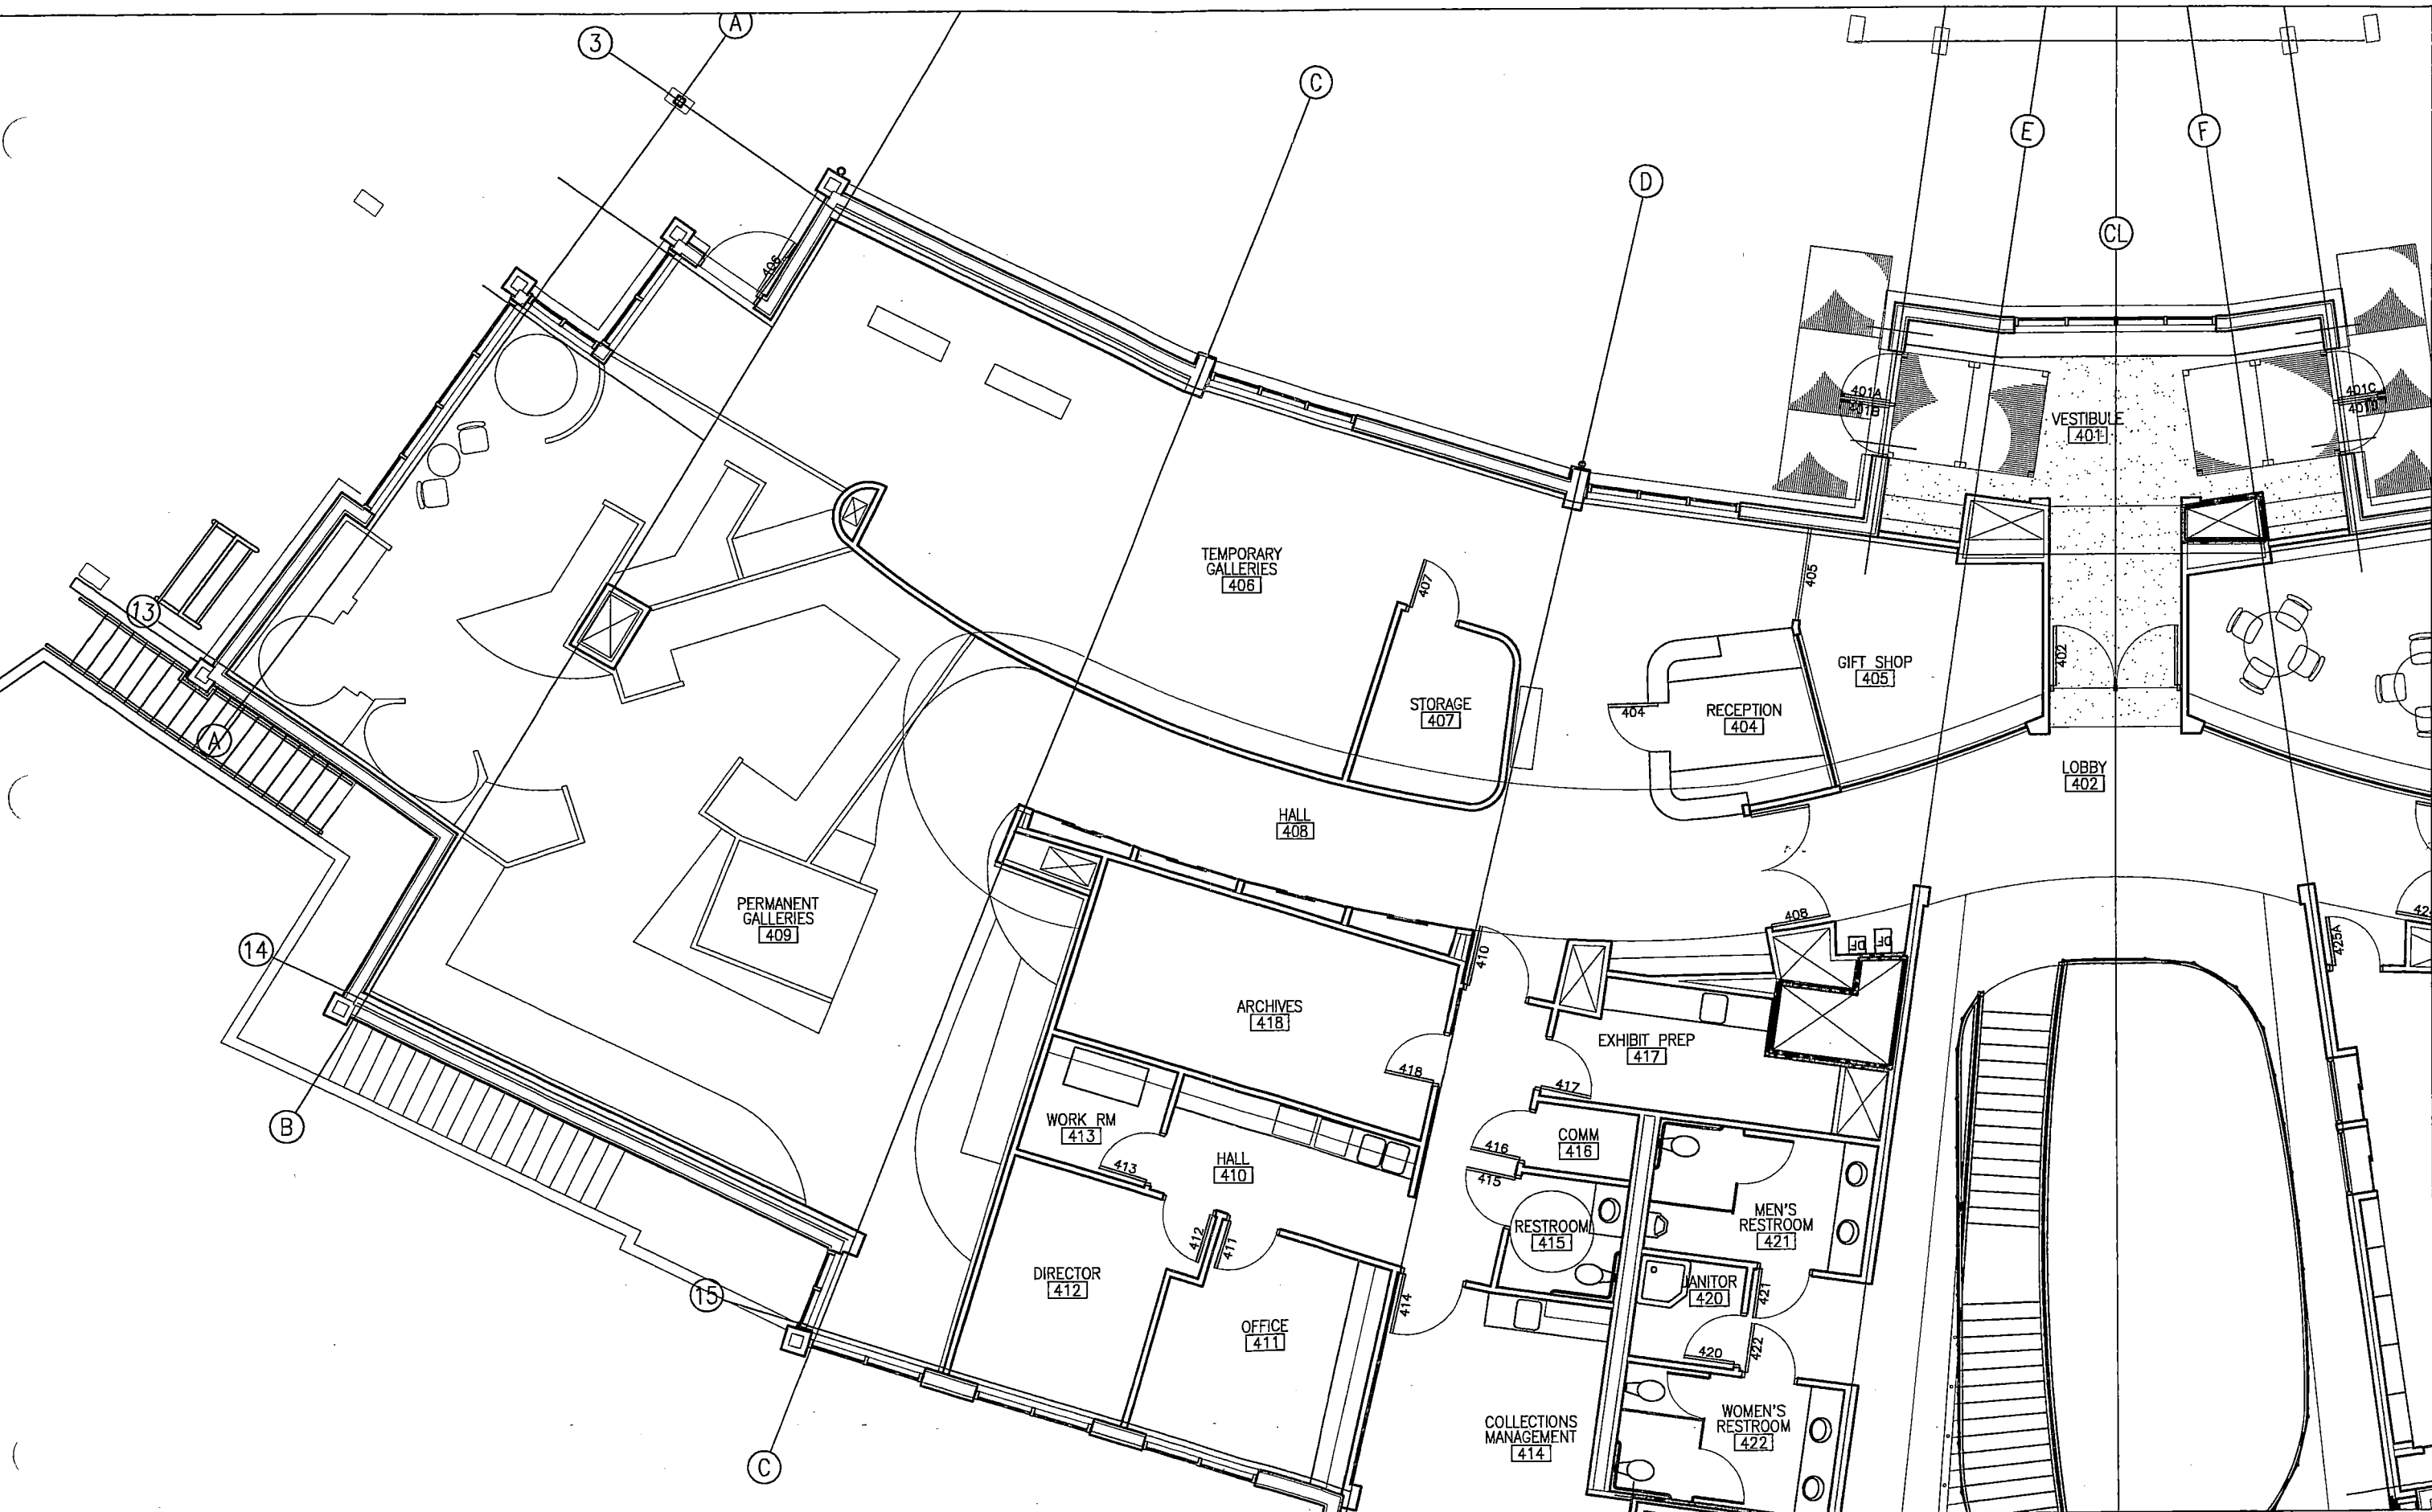 A
3
C
E
F
D
CL
406
401A
401B
401C
401D
VESTIBULE
401
TEMPORARY
GALLERIES
406
407
405
402
GIFT SHOP
405
13
STORAGE
407
404
RECEPTION
404
A
LOBBY
402
HALL
408
PERMANENT
GALLERIES
409
408
DF
DF
425A
42
14
410
ARCHIVES
418
EXHIBIT PREP
417
418
417
B
WORK RM
413
413
HALL
410
416
COMM
416
415
MEN'S
RESTROOM
421
RESTROOM
415
412
411
DIRECTOR
412
JANITOR
420
421
15
414
OFFICE
411
420
422
COLLECTIONS
MANAGEMENT
414
WOMEN'S
RESTROOM
422
C